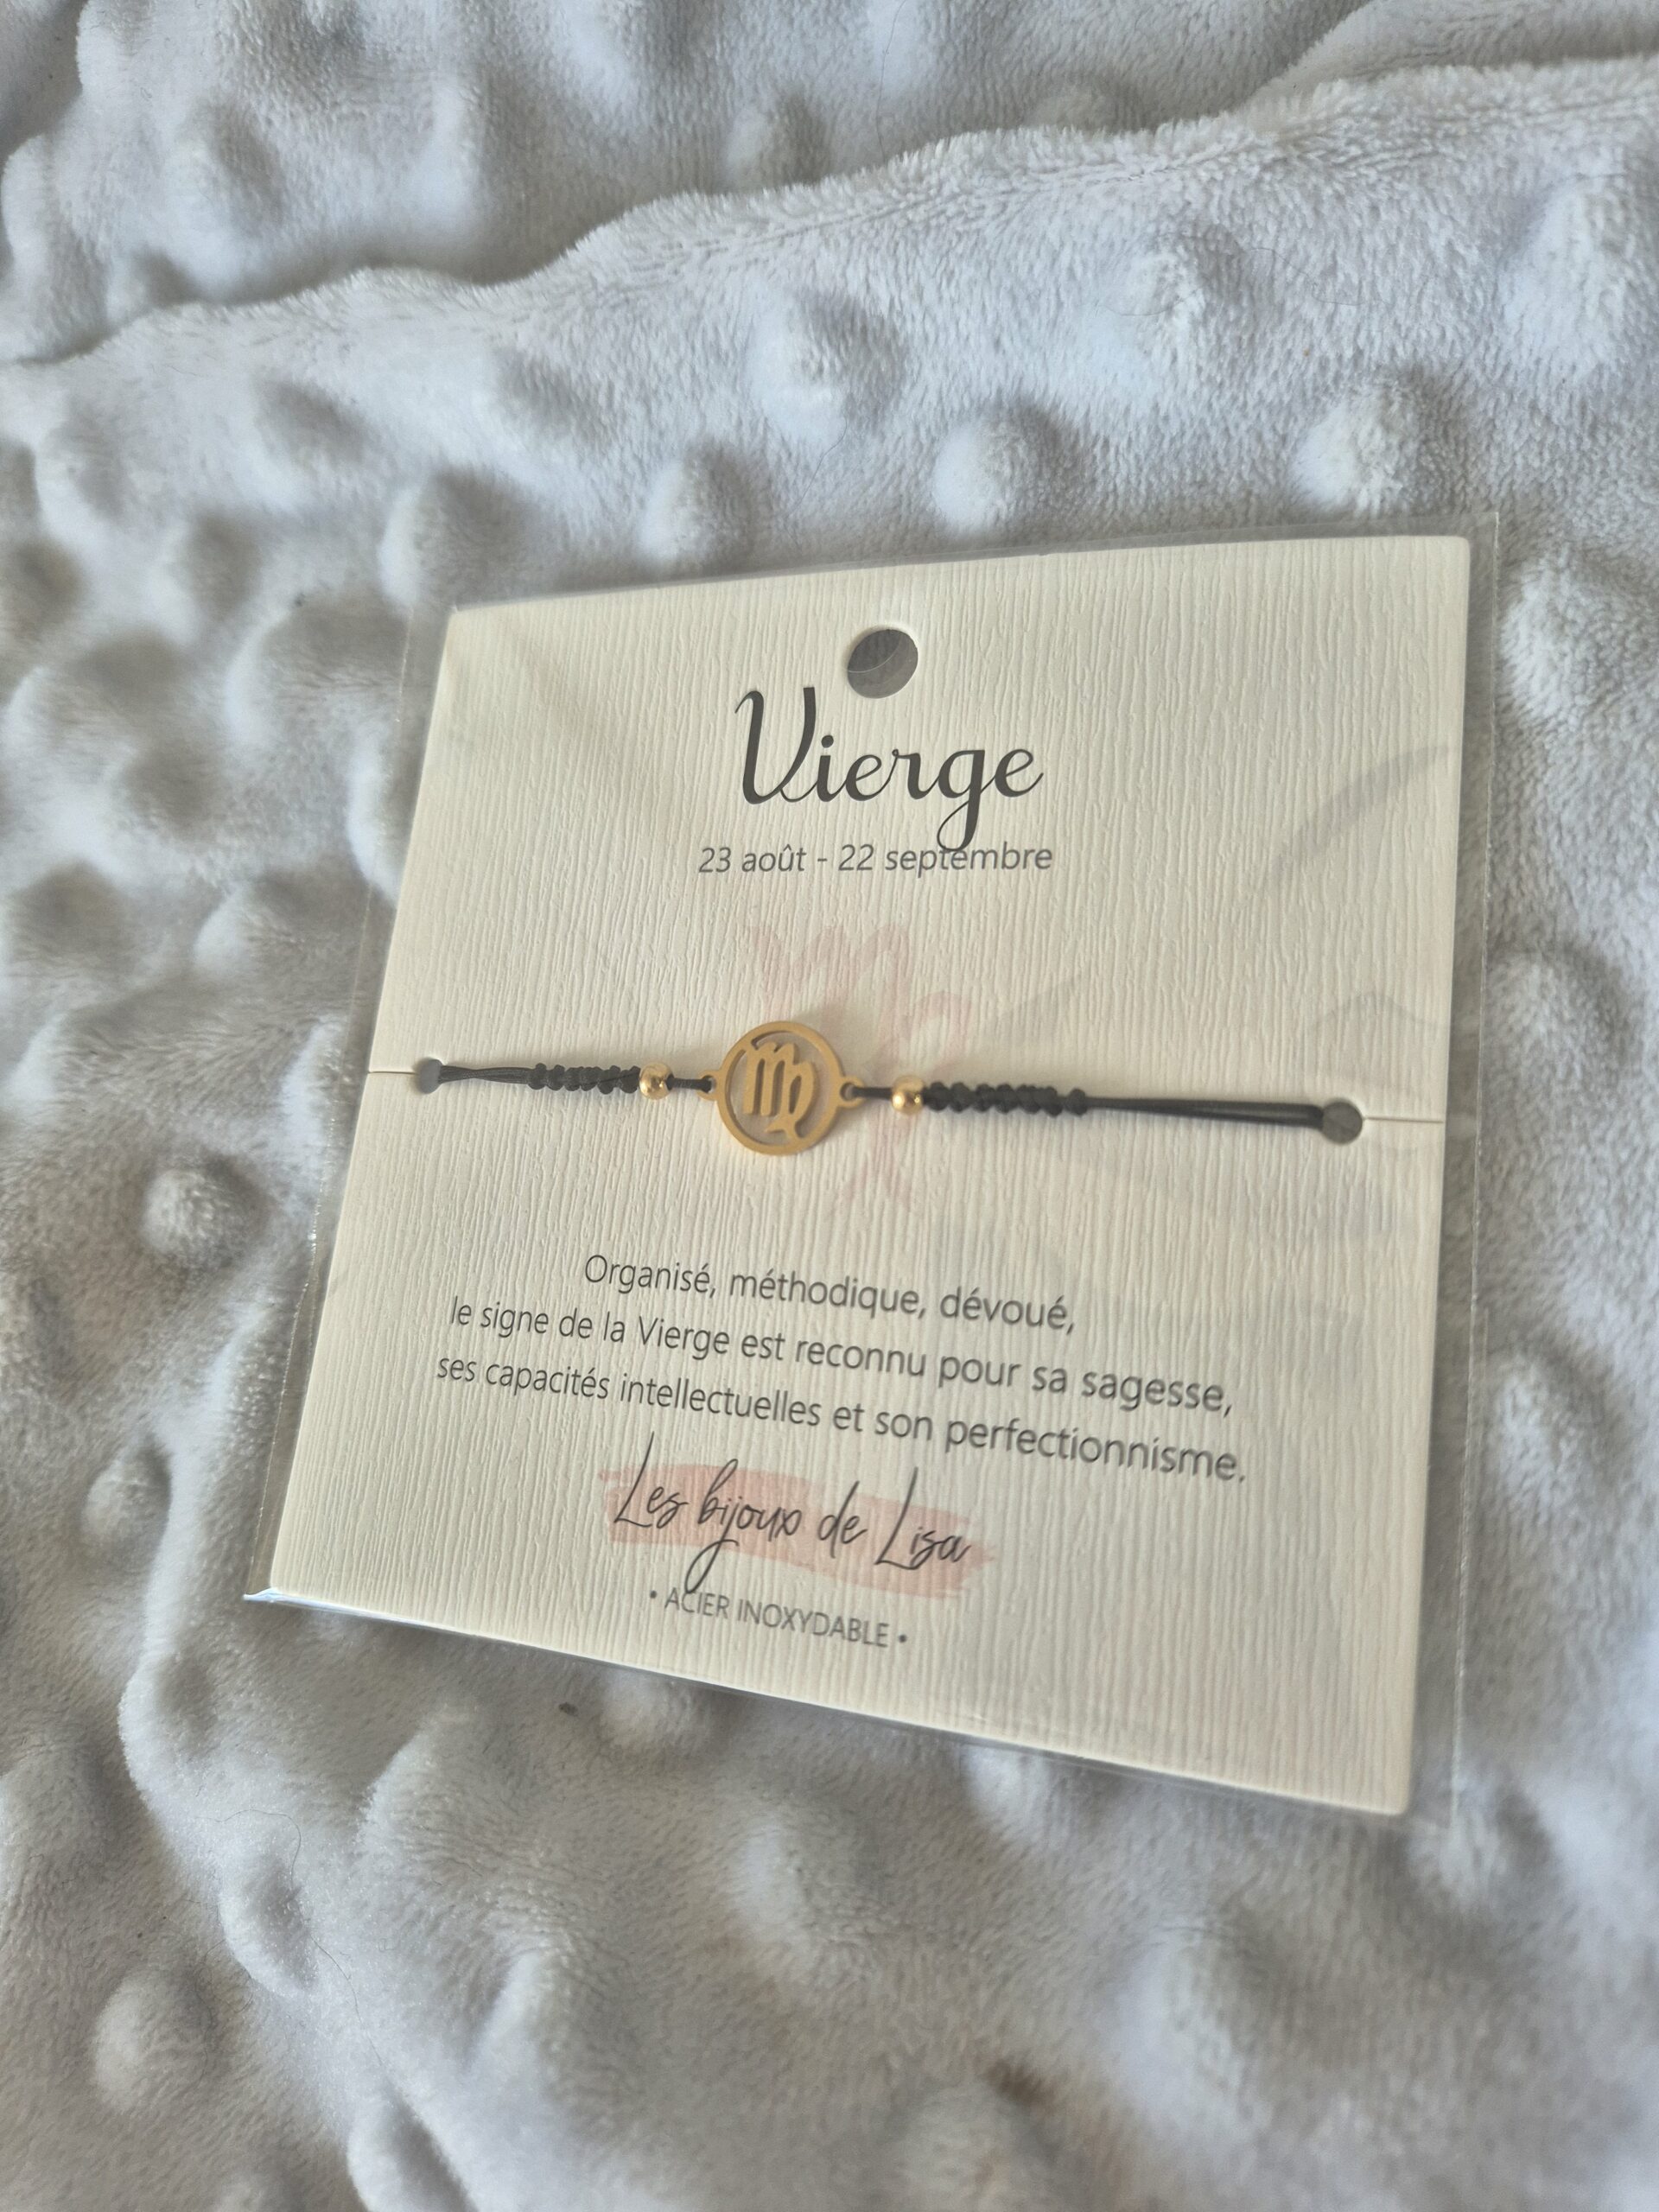 Vierge
23 août - 22 septembre
Organisé, méthodique, dévoué,
le signe de la Vierge est reconnu pour sa sagesse,
ses capacités intellectuelles et son perfectionnisme.
Les bijoux de Lisa
• ACIER INOXYDABLE •